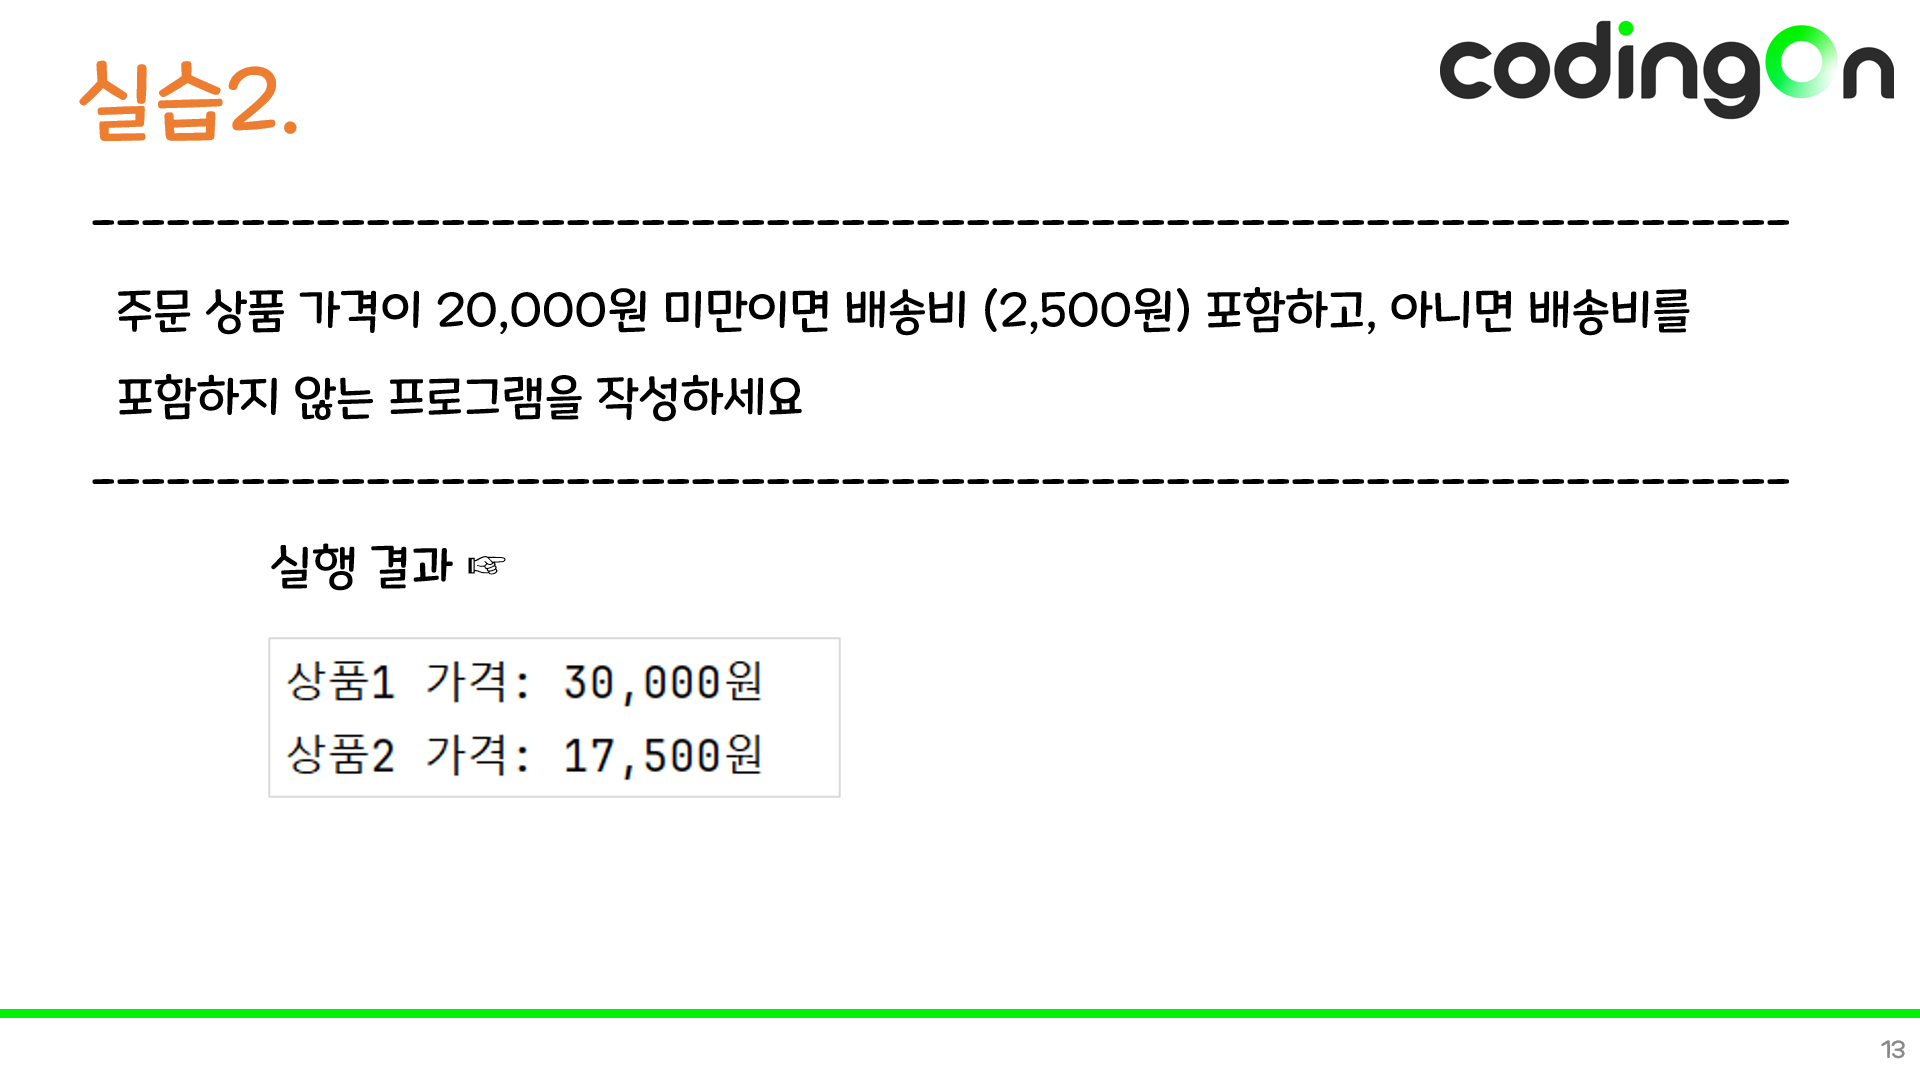 실습2.
codingOn
주문 상품 가격이 20,000원 미만이면 배송비 (2,500원) 포함하고, 아니면 배송비를
포함하지 않는 프로그램을 작성하세요
실행 결과 ☞
상품1 가격: 30,000원
상품2 가격: 17,500원
13